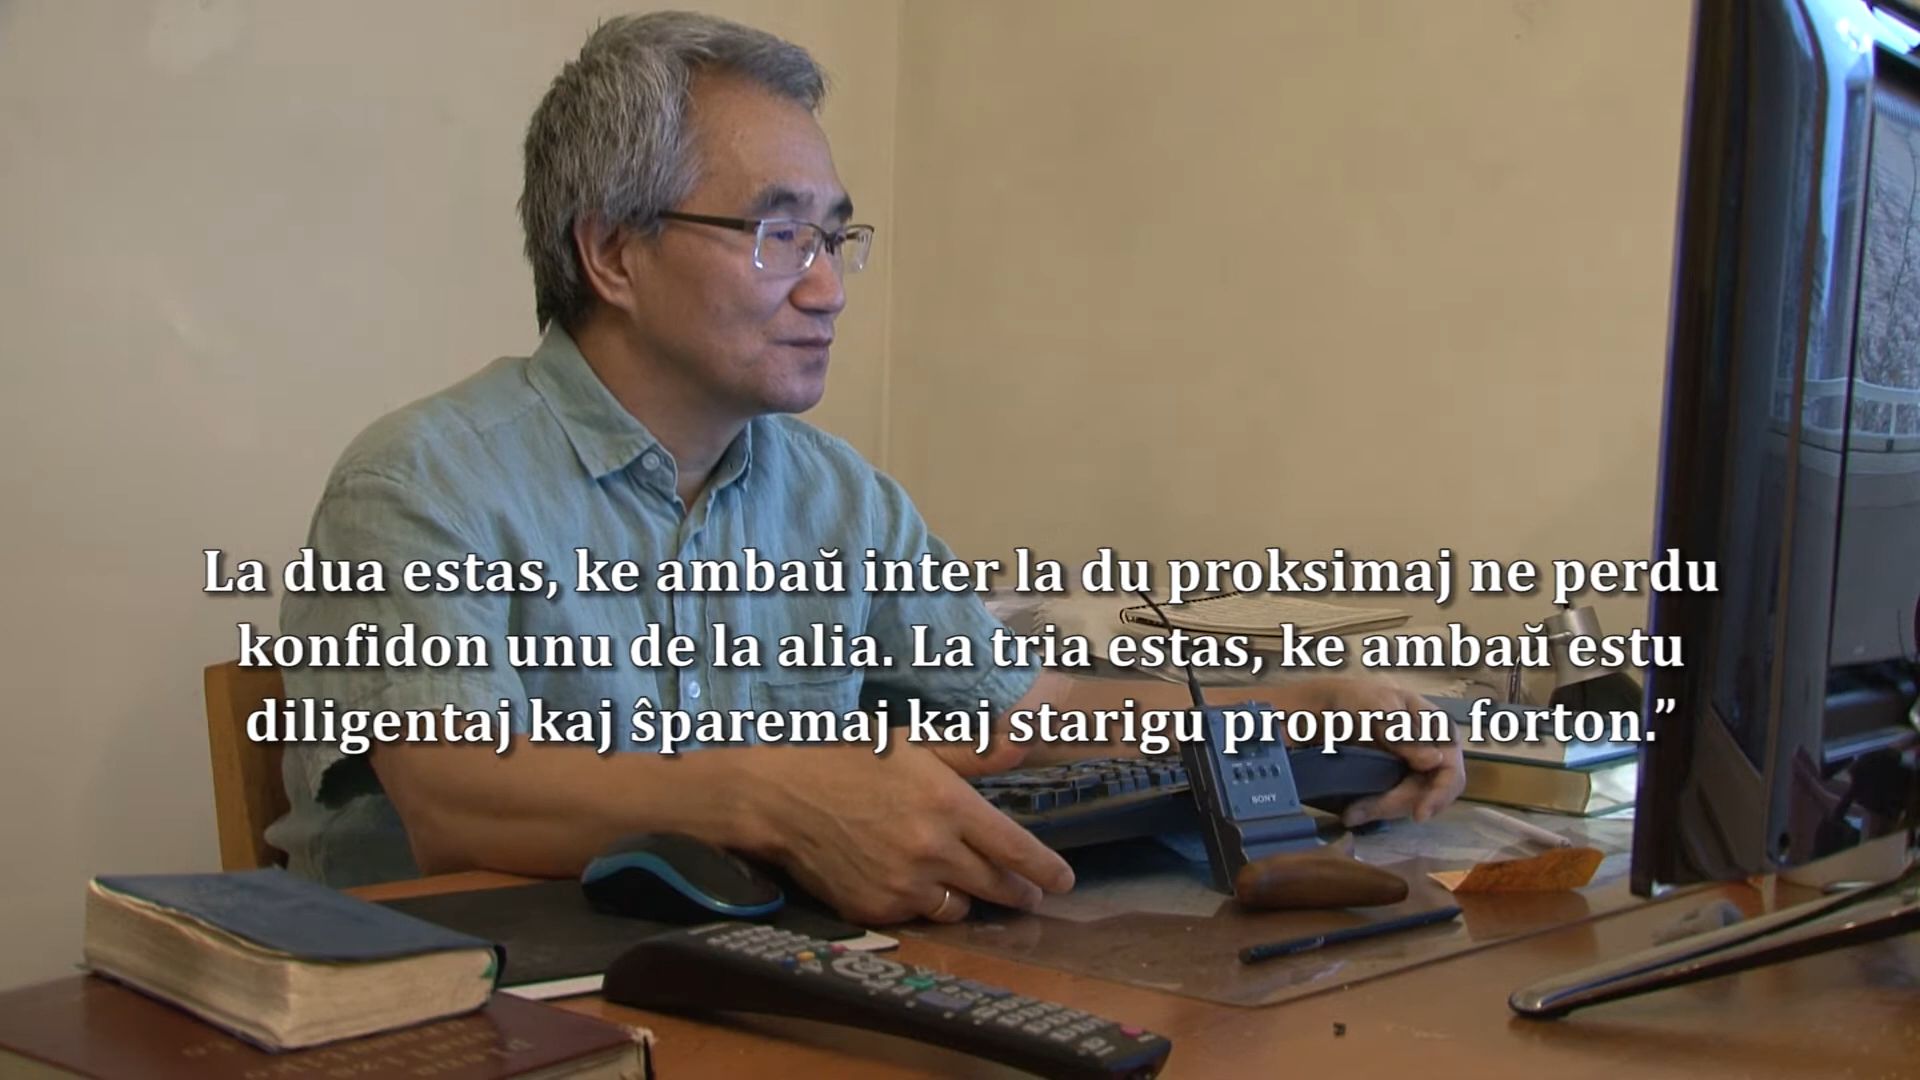 La dua estas, ke ambaŭ inter la du proksimaj ne perdu
konfidon unu de la alia. La tria estas, ke ambaŭ estu
diligentaj kaj ŝparemaj kaj starigu propran forton.”
SONY